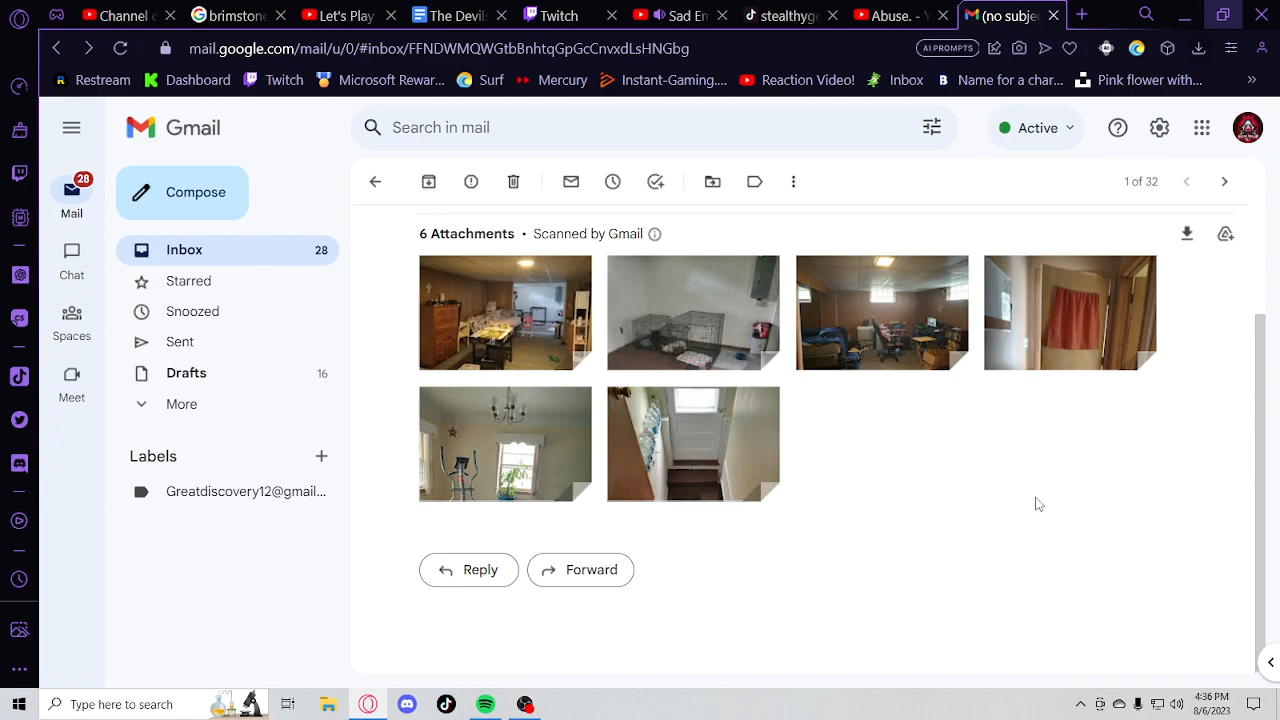 Channel c
brimstone
Let's Play
The Devils
Twitch
Sad Em
stealthyge
Abuse. - Y
(no subje
mail.google.com/mail/u/0/#inbox/FFNDWMQWGtbBnhtqGpGcCnvxdLsHNGbg
AI PROMPTS
Restream
Dashboard
Twitch
Microsoft Rewar...
Surf
Mercury
Instant-Gaming....
Reaction Video!
Inbox
Name for a char...
Pink flower with...
Gmail
Search in mail
Active
28
Mail
Compose
1 of 32
Chat
Inbox 28
6 Attachments • Scanned by Gmail
Starred
Spaces
Snoozed
Sent
Meet
Drafts 16
More
Labels
Greatdiscovery12@gmail...
Reply
Forward
Type here to search
4:36 PM
8/6/2023